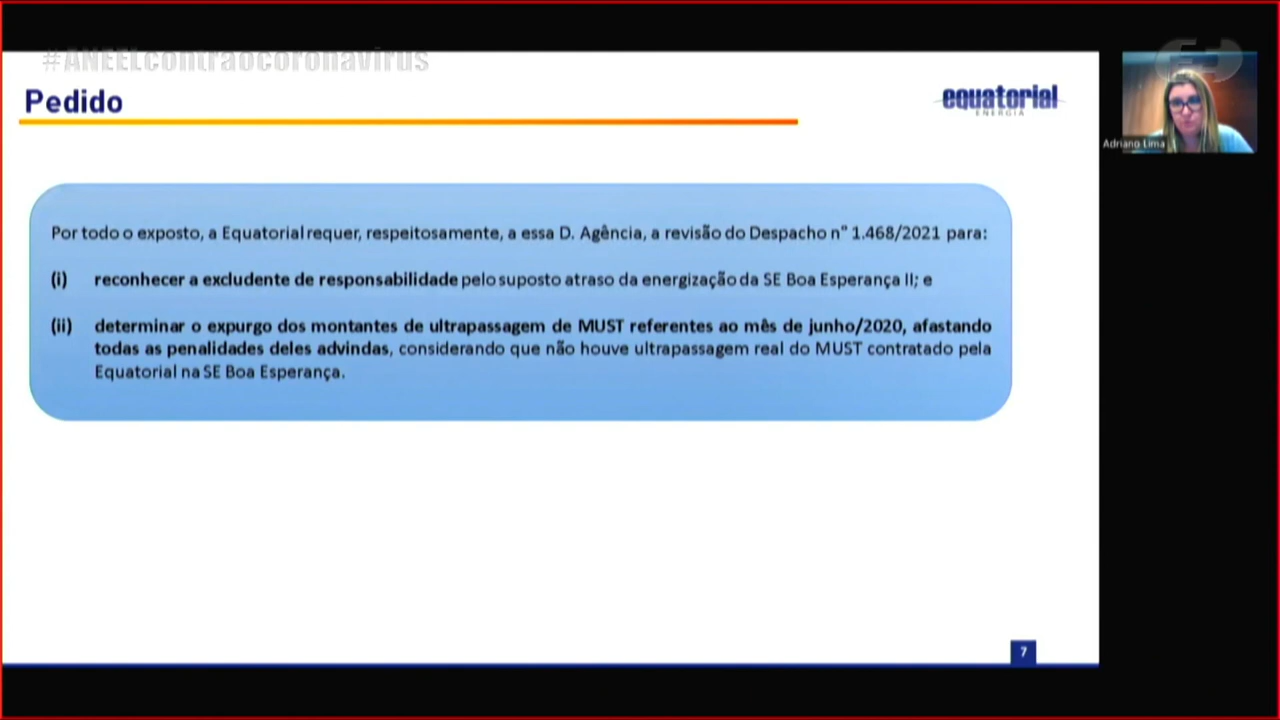 #ANEELcontraocoronavírus
Pedido
equatorial
ENERGIA
Adriano Lima
Por todo o exposto, a Equatorial requer, respeitosamente, a essa D. Agência, a revisão do Despacho n° 1.468/2021 para:
(i) reconhecer a excludente de responsabilidade pelo suposto atraso da energização da SE Boa Esperança II; e
(ii) determinar o expurgo dos montantes de ultrapassagem de MUST referentes ao mês de junho/2020, afastando
todas as penalidades deles advindas, considerando que não houve ultrapassagem real do MUST contratado pela
Equatorial na SE Boa Esperança.
7